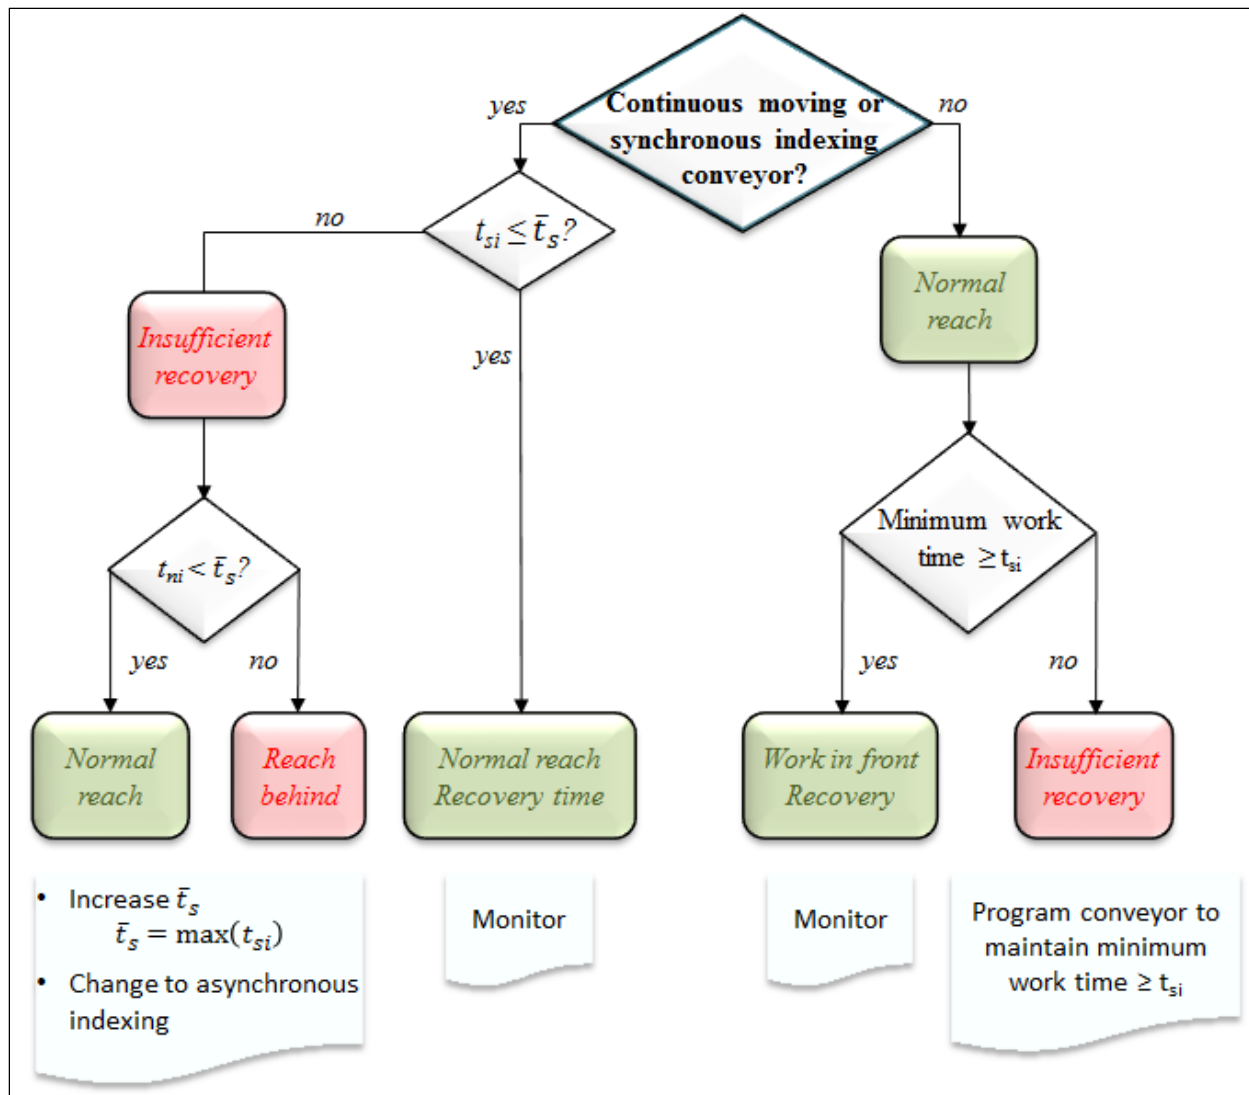 Continuous moving or
synchronous indexing
conveyor?
yes
no
t_si ≤ t̄_s?
no
yes
Normal
reach
Insufficient
recovery
t_ni < t̄_s?
yes
no
Minimum work
time ≥ t_si
yes
no
Normal
reach
Reach
behind
Normal reach
Recovery time
Work in front
Recovery
Insufficient
recovery
• Increase t̄_s
t̄_s = max(t_si)
• Change to asynchronous
indexing
Monitor
Monitor
Program conveyor to
maintain minimum
work time ≥ t_si